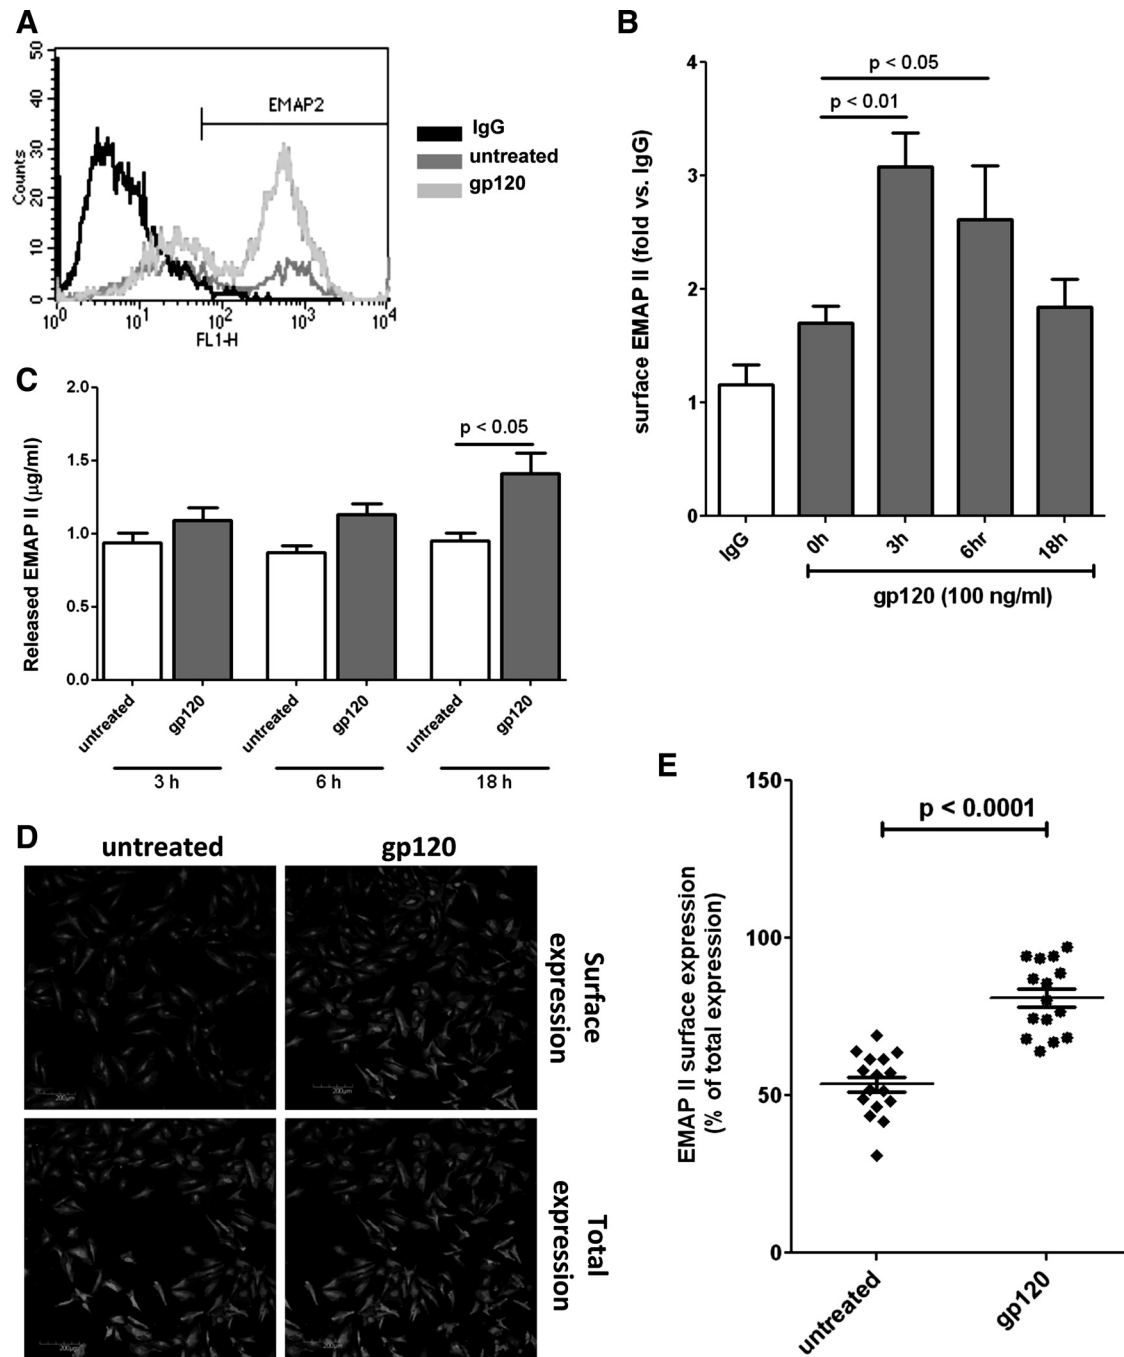 A
50
40
30
20
10
0
Counts
EMAP2
10^0
10^1
10^2
10^3
10^4
FL1-H
IgG
untreated
gp120
B
4
3
2
1
0
surface EMAP II (fold vs. IgG)
p < 0.05
p < 0.01
IgG
0h
3h
6hr
18h
gp120 (100 ng/ml)
C
2.0
1.5
1.0
0.5
0.0
Released EMAP II (µg/ml)
p < 0.05
untreated
gp120
untreated
gp120
untreated
gp120
3 h
6 h
18 h
D
untreated
gp120
Surface
expression
Total
expression
200µm
200µm
200µm
200µm
E
150
100
50
0
EMAP II surface expression
(% of total expression)
p < 0.0001
untreated
gp120